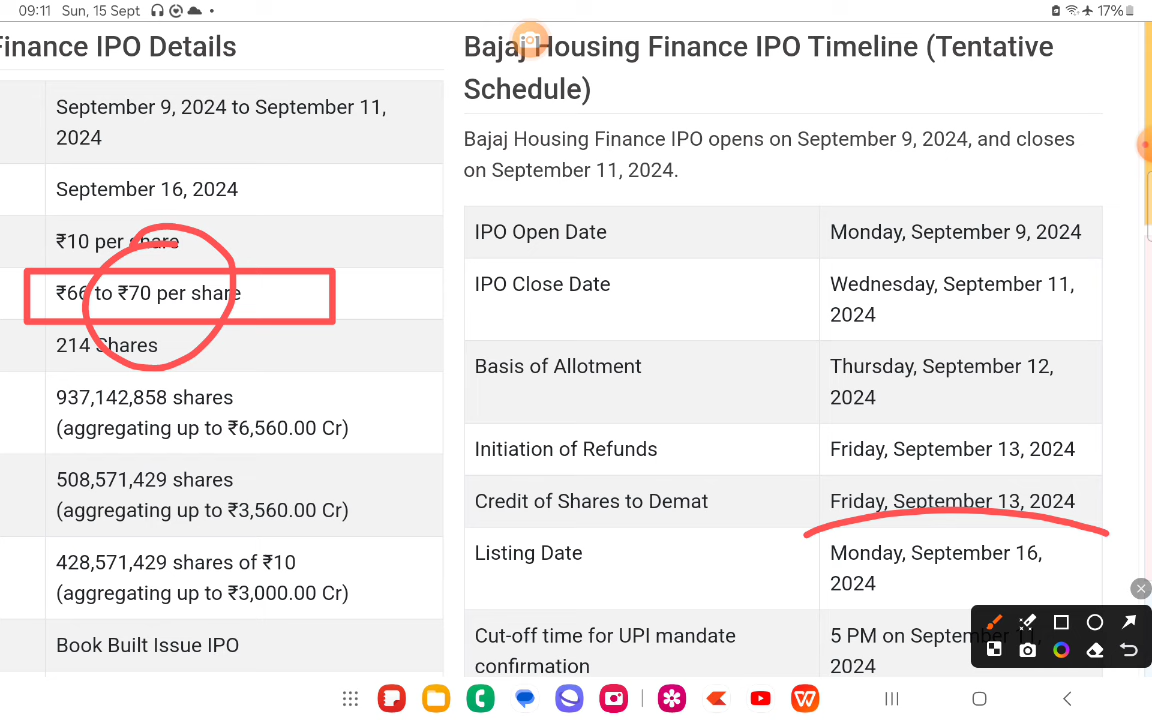 09:11 Sun, 15 Sept
17%
Finance IPO Details
September 9, 2024 to September 11,
2024
September 16, 2024
₹10 per share
₹66 to ₹70 per share
214 Shares
937,142,858 shares
(aggregating up to ₹6,560.00 Cr)
508,571,429 shares
(aggregating up to ₹3,560.00 Cr)
428,571,429 shares of ₹10
(aggregating up to ₹3,000.00 Cr)
Book Built Issue IPO
Bajaj Housing Finance IPO Timeline (Tentative
Schedule)
Bajaj Housing Finance IPO opens on September 9, 2024, and closes
on September 11, 2024.
IPO Open Date Monday, September 9, 2024
IPO Close Date Wednesday, September 11,
2024
Basis of Allotment Thursday, September 12,
2024
Initiation of Refunds Friday, September 13, 2024
Credit of Shares to Demat Friday, September 13, 2024
Listing Date Monday, September 16,
2024
Cut-off time for UPI mandate 5 PM on September 11,
confirmation 2024